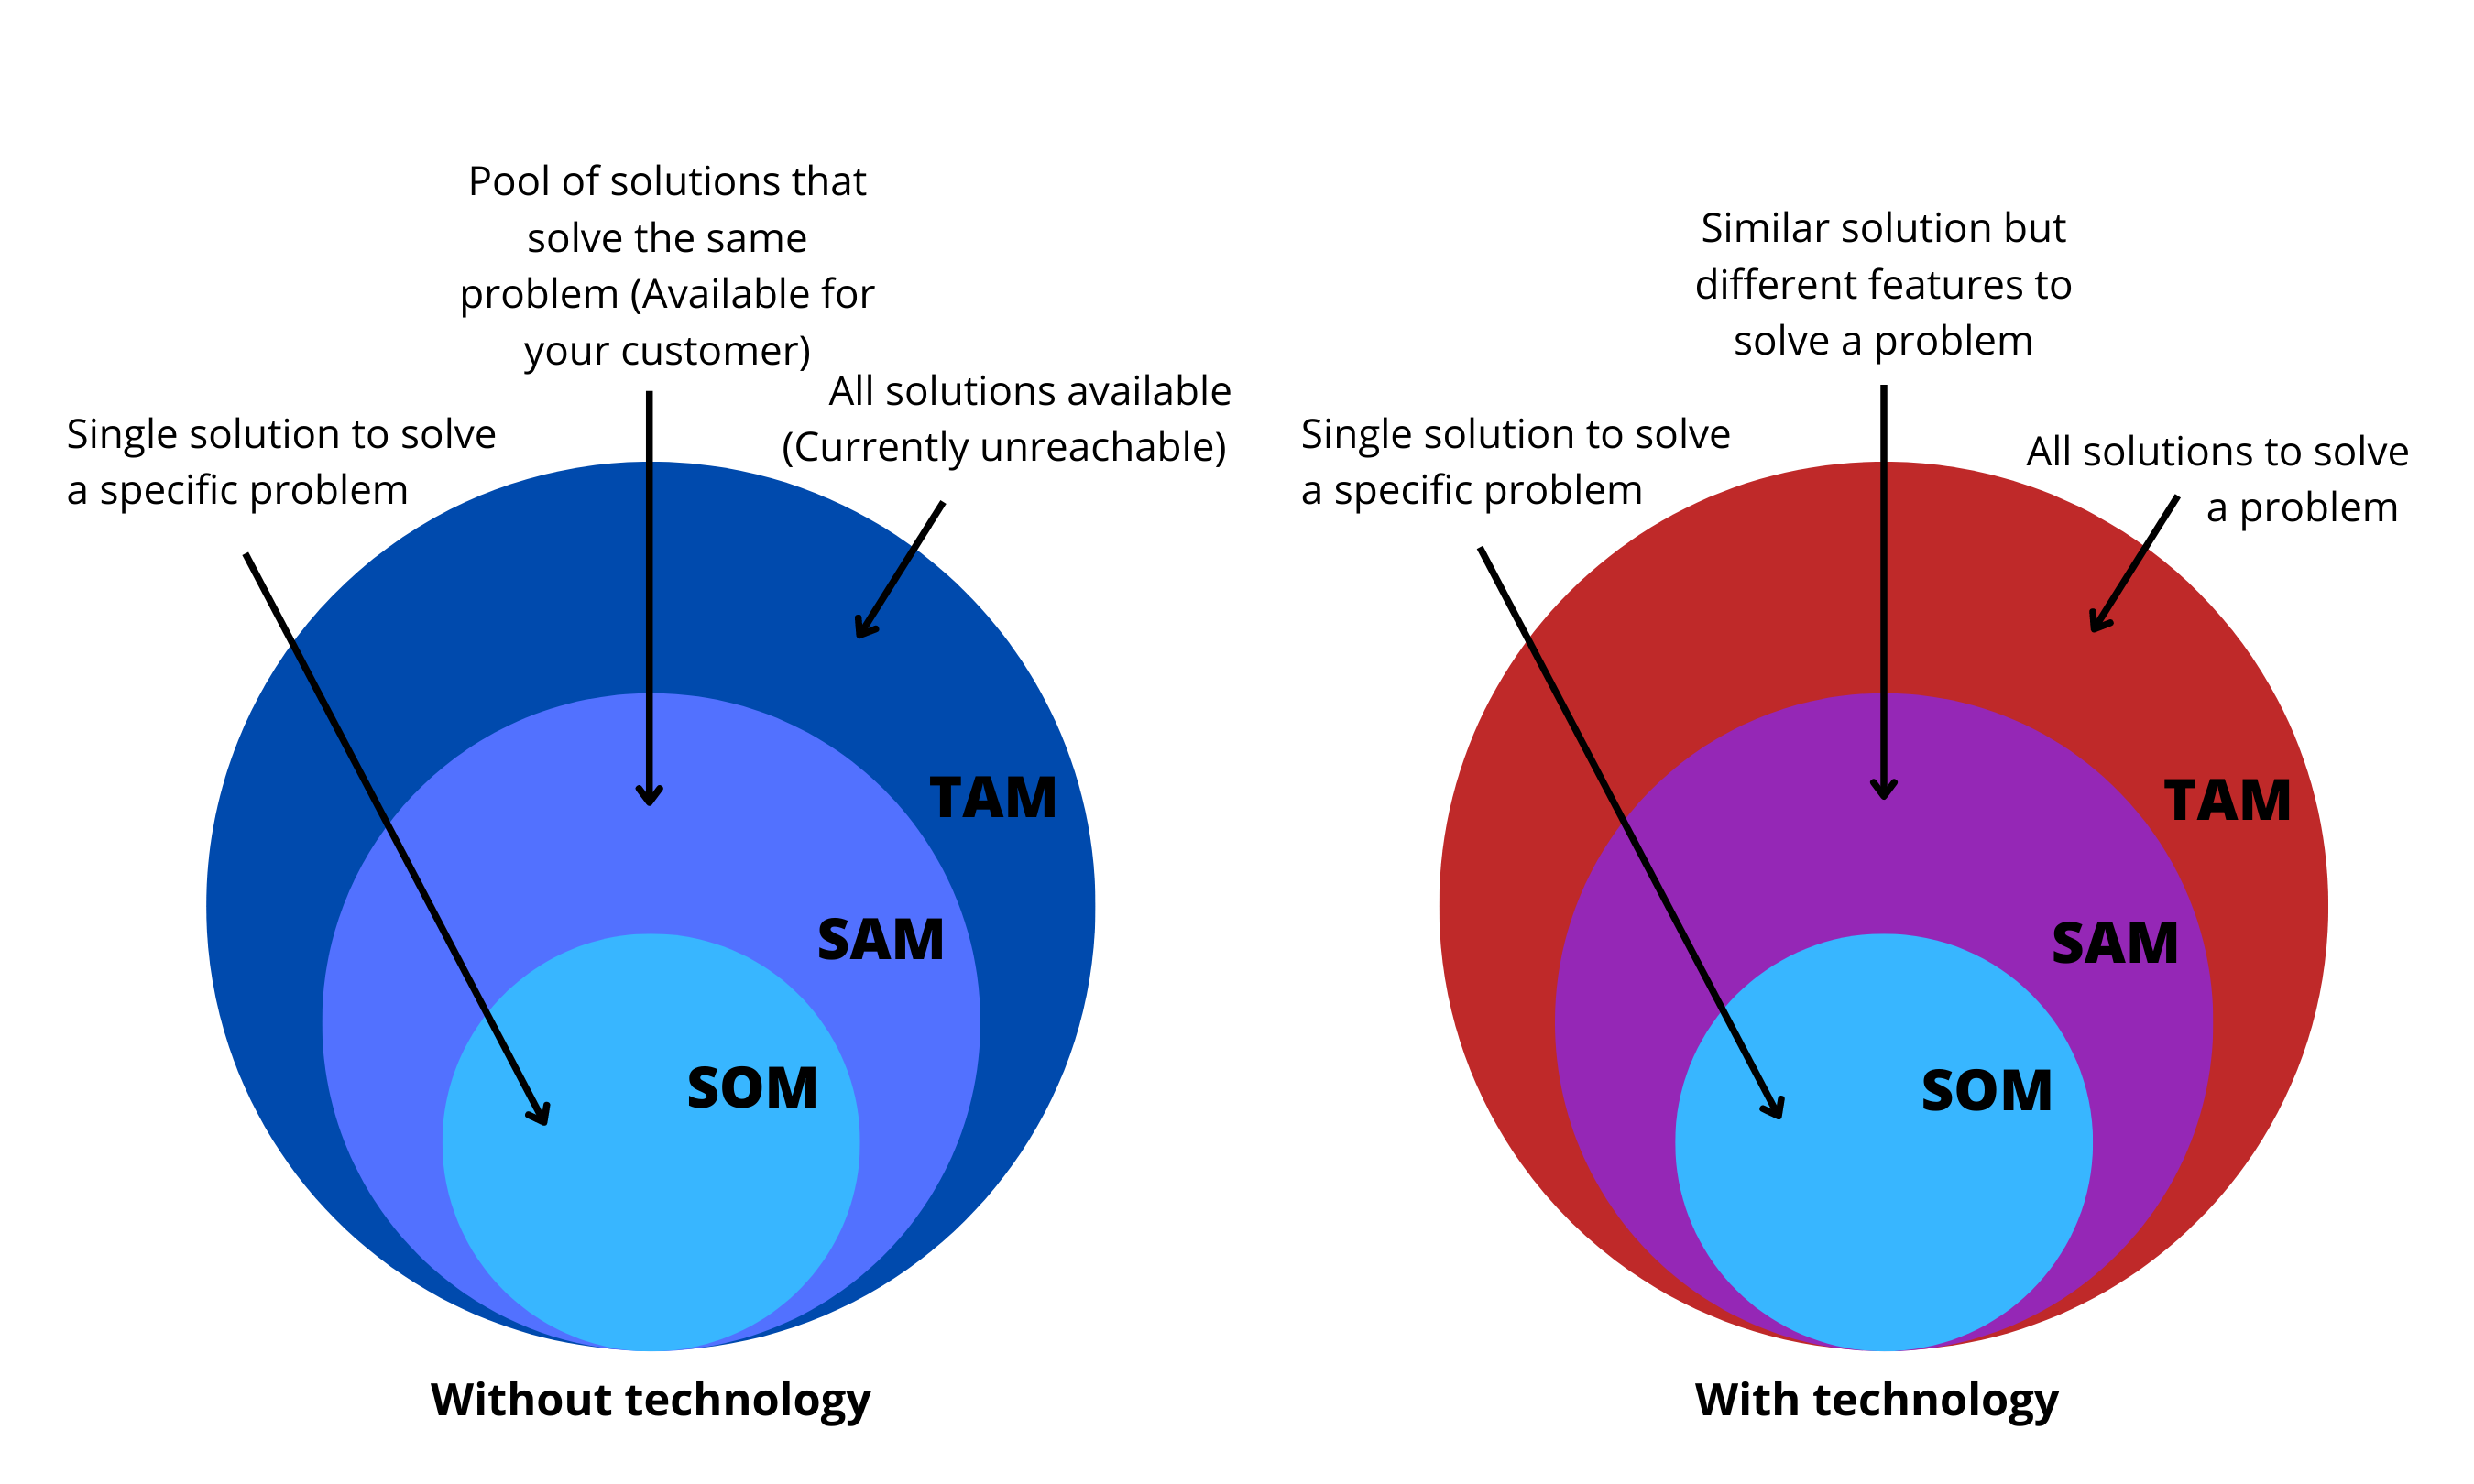 Pool of solutions that
solve the same
problem (Available for
your customer)
All solutions available
(Currently unreachable)
Single solution to solve
a specific problem
TAM
SAM
SOM
Without technology
Similar solution but
different features to
solve a problem
Single solution to solve
a specific problem
All solutions to solve
a problem
TAM
SAM
SOM
With technology